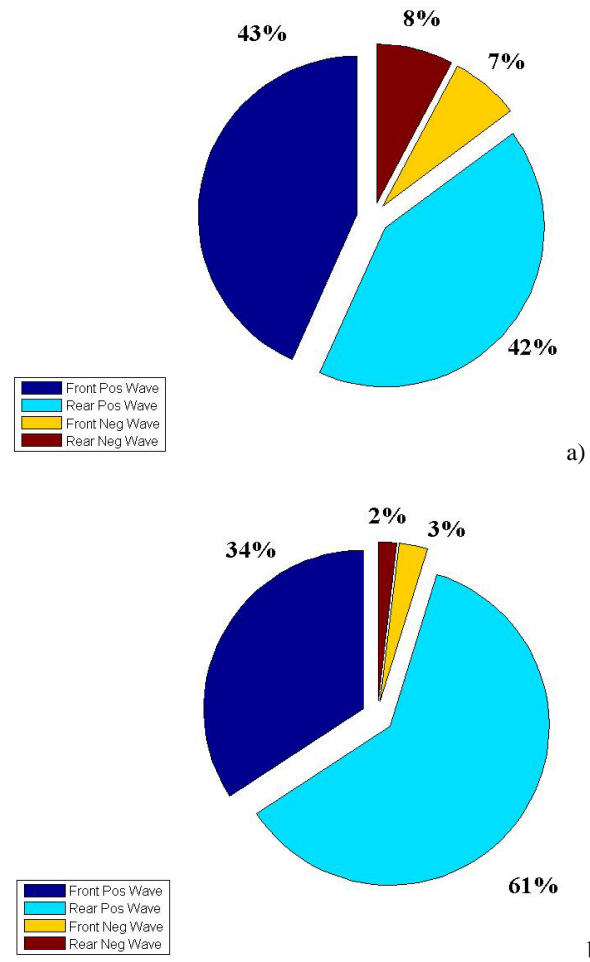 43%
8%
7%
42%
Front Pos Wave
Rear Pos Wave
Front Neg Wave
Rear Neg Wave
a)
34%
2%
3%
61%
Front Pos Wave
Rear Pos Wave
Front Neg Wave
Rear Neg Wave